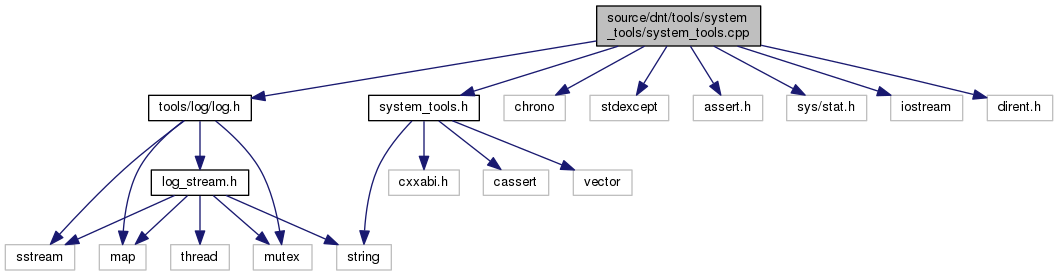 source/dnt/tools/system
_tools/system_tools.cpp
tools/log/log.h
system_tools.h
chrono
stdexcept
assert.h
sys/stat.h
iostream
dirent.h
log_stream.h
cxxabi.h
cassert
vector
sstream
map
thread
mutex
string